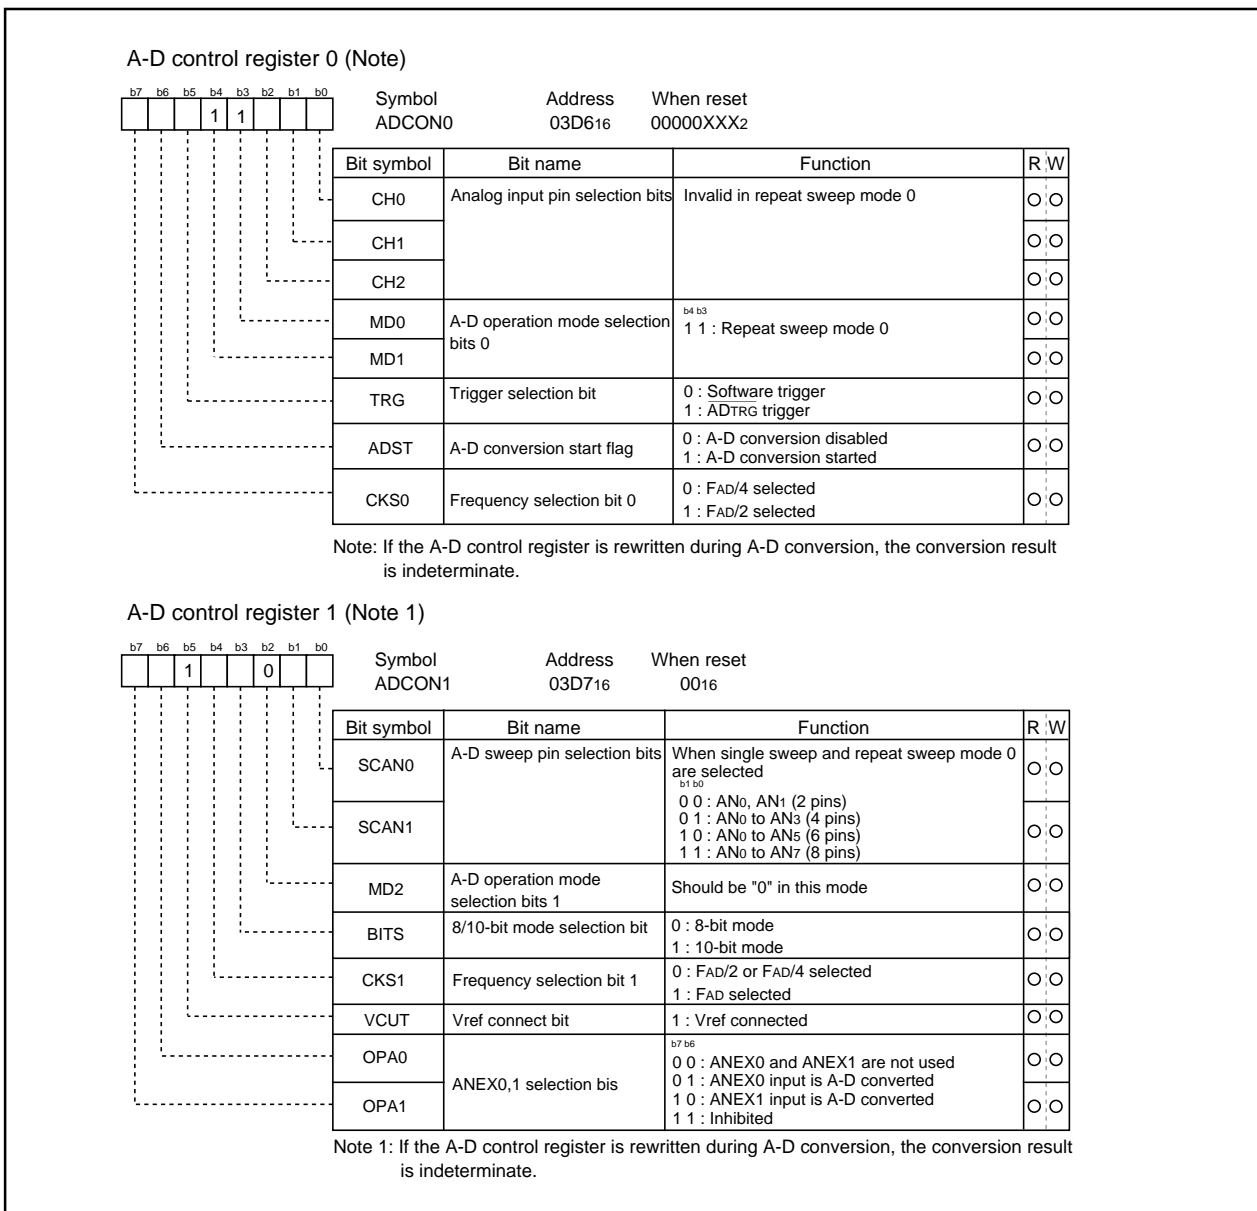 A-D control register 0 (Note)
b7 b6 b5 b4 b3 b2 b1 b0
1 1
Symbol Address When reset
ADCON0 03D616 00000XXX2
Bit symbol Bit name Function R W
CH0 Analog input pin selection bits Invalid in repeat sweep mode 0
CH1
CH2
MD0 A-D operation mode selection bits 0
b4 b3
1 1 : Repeat sweep mode 0
MD1
TRG Trigger selection bit 0 : Software trigger
1 : ADTRG trigger
ADST A-D conversion start flag 0 : A-D conversion disabled
1 : A-D conversion started
CKS0 Frequency selection bit 0 0 : FAD/4 selected
1 : FAD/2 selected
Note: If the A-D control register is rewritten during A-D conversion, the conversion result
is indeterminate.
A-D control register 1 (Note 1)
b7 b6 b5 b4 b3 b2 b1 b0
1 0
Symbol Address When reset
ADCON1 03D716 0016
Bit symbol Bit name Function R W
SCAN0 A-D sweep pin selection bits When single sweep and repeat sweep mode 0
are selected
b1 b0
0 0 : AN0, AN1 (2 pins)
0 1 : AN0 to AN3 (4 pins)
1 0 : AN0 to AN5 (6 pins)
1 1 : AN0 to AN7 (8 pins)
SCAN1
MD2 A-D operation mode
selection bits 1
Should be "0" in this mode
BITS 8/10-bit mode selection bit 0 : 8-bit mode
1 : 10-bit mode
CKS1 Frequency selection bit 1 0 : FAD/2 or FAD/4 selected
1 : FAD selected
VCUT Vref connect bit 1 : Vref connected
OPA0 ANEX0,1 selection bis
b7 b6
0 0 : ANEX0 and ANEX1 are not used
0 1 : ANEX0 input is A-D converted
1 0 : ANEX1 input is A-D converted
1 1 : Inhibited
OPA1
Note 1: If the A-D control register is rewritten during A-D conversion, the conversion result
is indeterminate.